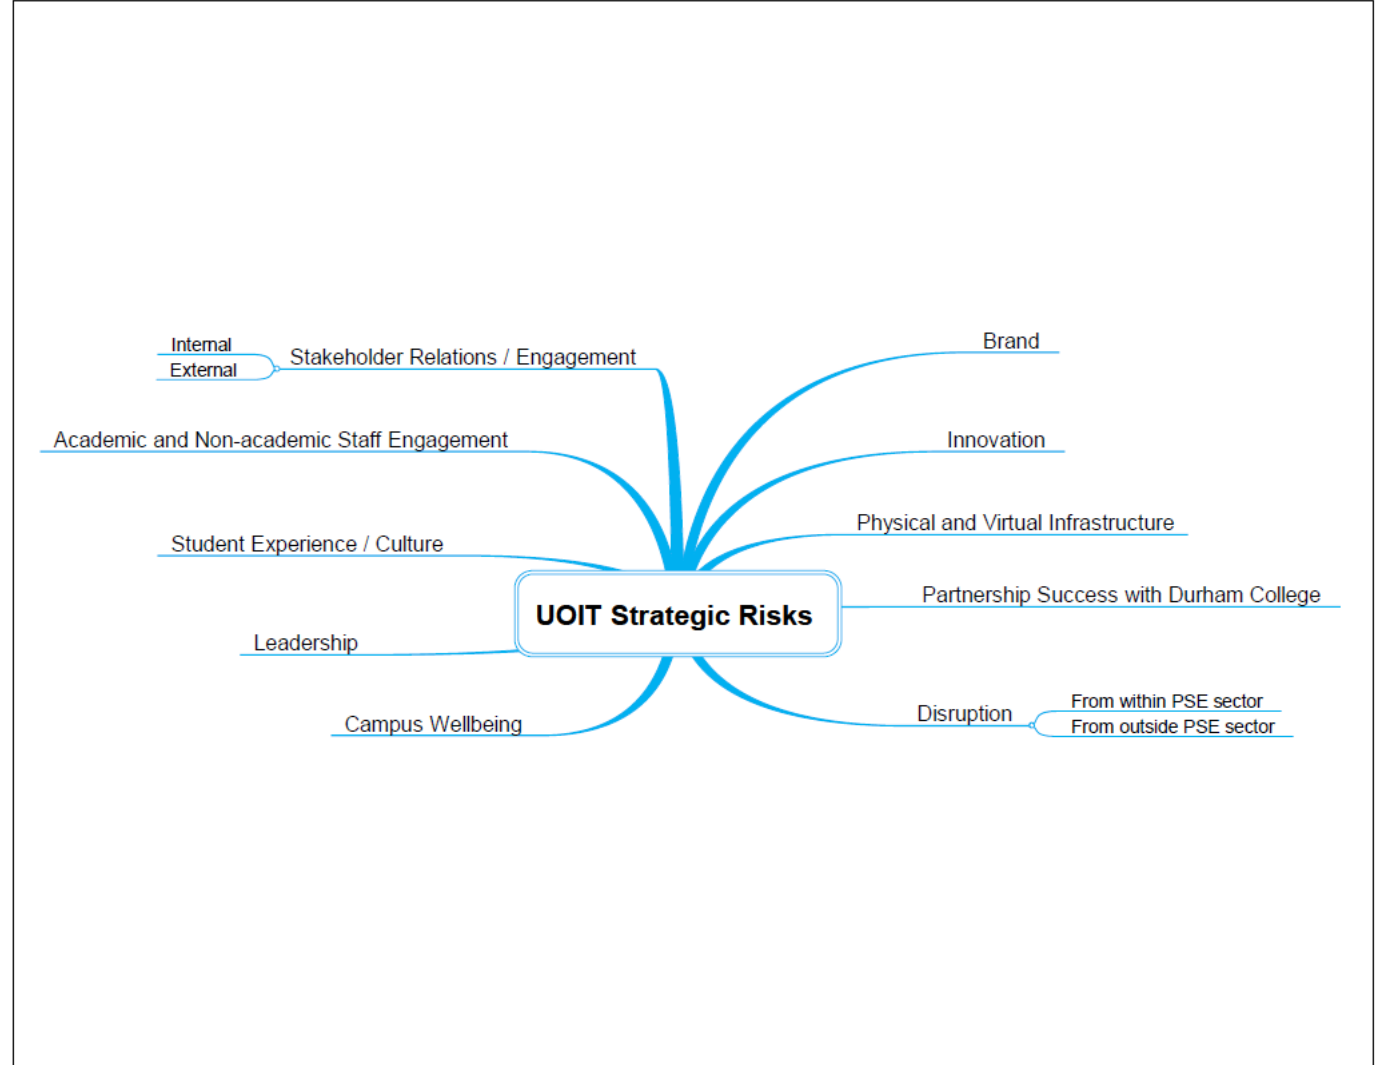 Internal
External
Stakeholder Relations / Engagement
Academic and Non-academic Staff Engagement
Student Experience / Culture
Leadership
Campus Wellbeing
UOIT Strategic Risks
Brand
Innovation
Physical and Virtual Infrastructure
Partnership Success with Durham College
Disruption
From within PSE sector
From outside PSE sector